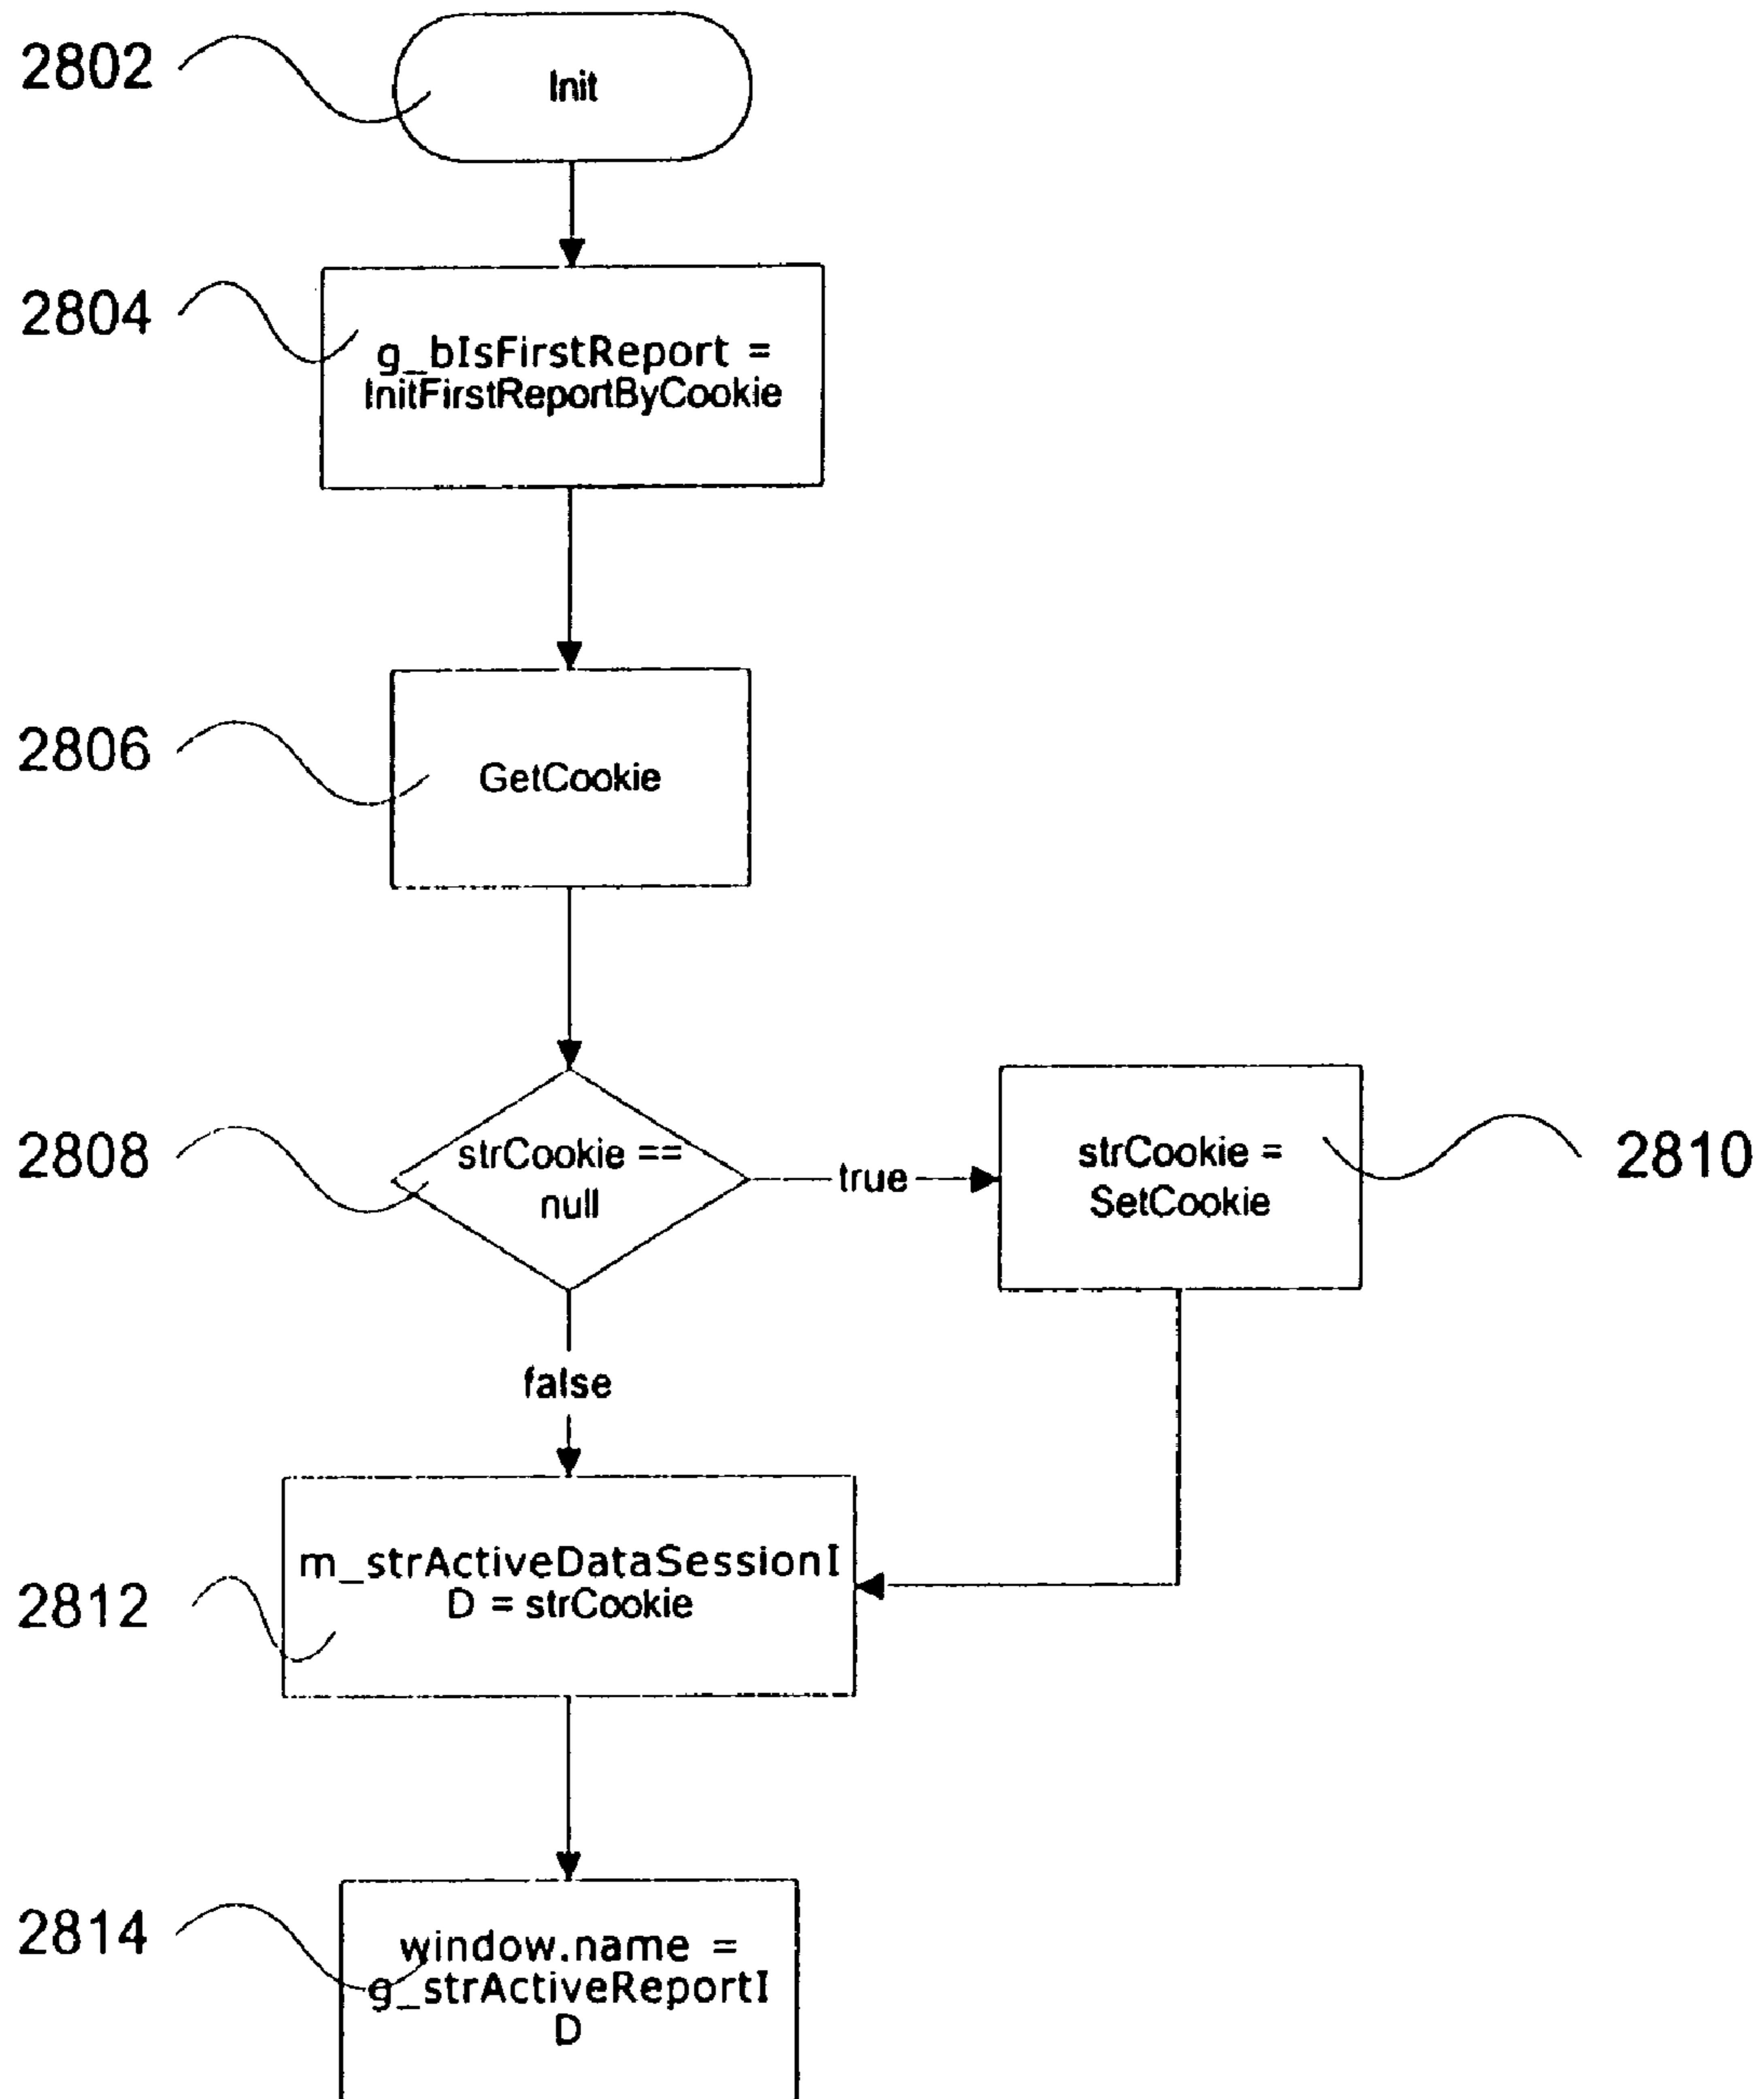 2802
Init
2804
g_bIsFirstReport =
InitFirstReportByCookie
2806
GetCookie
2808
strCookie ==
null
true
strCookie =
SetCookie
2810
false
2812
m_strActiveDataSessionI
D = strCookie
2814
window.name =
g_strActiveReportI
D